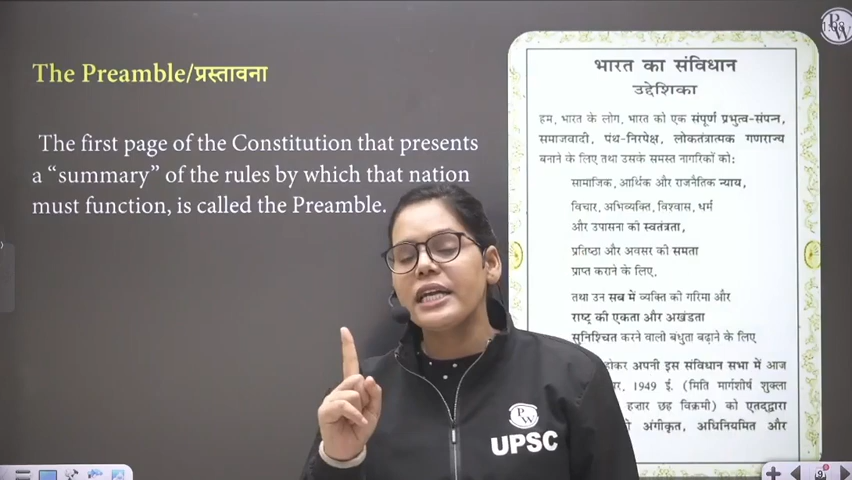 The Preamble/प्रस्तावना
The first page of the Constitution that presents
a “summary” of the rules by which that nation
must function, is called the Preamble.
भारत का संविधान
उद्देशिका
हम, भारत के लोग, भारत को एक संपूर्ण प्रभुत्व-संपन्न,
समाजवादी, पंथ-निरपेक्ष, लोकतंत्रात्मक गणराज्य
बनाने के लिए तथा उसके समस्त नागरिकों को:
सामाजिक, आर्थिक और राजनैतिक न्याय,
विचार, अभिव्यक्ति, विश्वास, धर्म
और उपासना की स्वतंत्रता,
प्रतिष्ठा और अवसर की समता
प्राप्त कराने के लिए,
तथा उन सब में व्यक्ति की गरिमा और
राष्ट्र की एकता और अखंडता
सुनिश्चित करने वाली बंधुता बढ़ाने के लिए
होकर अपनी इस संविधान सभा में आज
1949 ई. (मिति मार्गशीर्ष शुक्ला
हजार छह विक्रमी) को एतद्द्वारा
अंगीकृत, अधिनियमित और
PW
UPSC